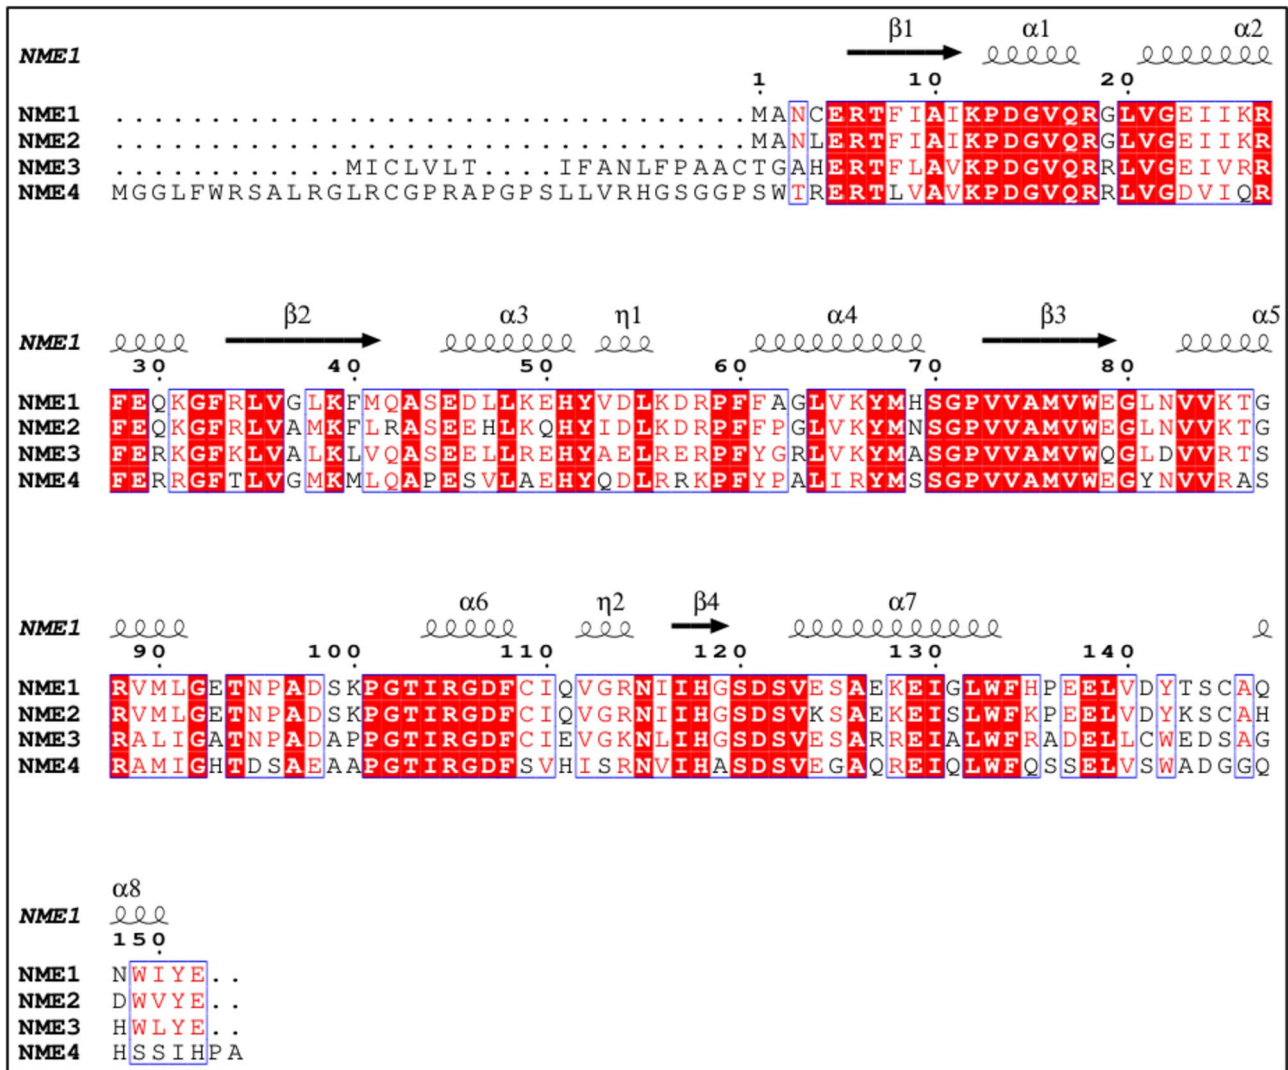 β1 α1 α2
NME1
1 10 20
NME1 .................................MANCERTFIAIKPDGVQRGLVGEIIKR
NME2 .................................MANLERTFIAIKPDGVQRGLVGEIIKR
NME3 ............MICLVLT....IFANLFPAACTGAHERTFLAVKPDGVQRRLVGEIVRR
NME4 MGGLFWRSALRGLRCGPRAPGPSLLVRHGSGGPSWTRERTLVAVKPDGVQRRLVGDVIQR
β2 α3 η1 α4 β3 α5
NME1
30 40 50 60 70 80
NME1 FEQKGFRLVGLKFMQASEDLLKEHYVDLKDRPFFAGLVKYMHSGPVVAMVWEGLNVVKTG
NME2 FEQKGFRLVAMKFLRASEEHLKQHYIDLKDRPFFPGLVKYMNSGPVVAMVWEGLNVVKTG
NME3 FERKGFKLVALKLVQASEELLREHYAELRERPFYGRLVKYMASGPVVAMVWQGLDVVRTS
NME4 FERRGFTLVGMKMLQAPESVLAEHYQDLRRKPFYPALIRYMSSGPVVAMVWEGYNVVRAS
α6 η2 β4 α7
NME1
90 100 110 120 130 140
NME1 RVMLGETNPADSKPGTIRGDFCIQVGRNIIHGSDSVESAEKEIGLWFHPEELVDYTSCAQ
NME2 RVMLGETNPADSKPGTIRGDFCIQVGRNIIHGSDSVKSAEKEISLWFKPEELVDYKSCAH
NME3 RALIGATNPADAPPGTIRGDFCIEVGKNLIHGSDSVESARREIALWFRADELLCWEDSAG
NME4 RAMIGHTDSAEAAPGTIRGDFSVHISRNVIHASDSVEGAQREIQLWFQSSELVSWADGGQ
α8
NME1
150
NME1 NWIYE..
NME2 DWVYE..
NME3 HWLYE..
NME4 HSSIHPA